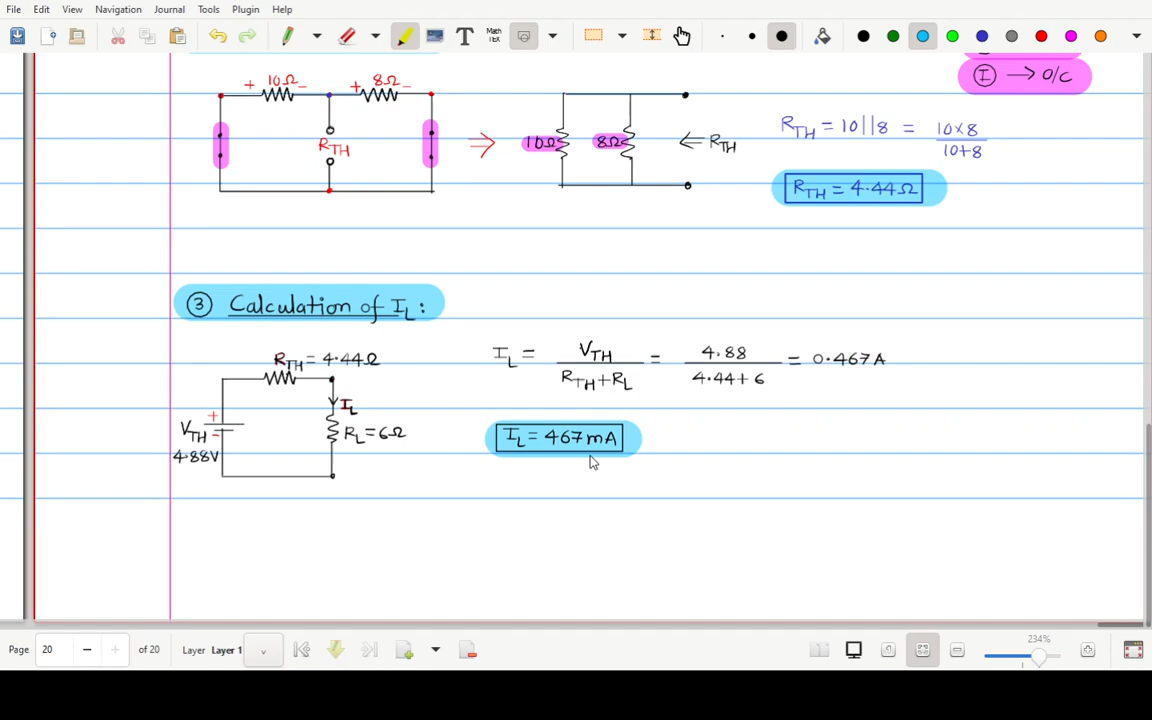 File Edit View Navigation Journal Tools Plugin Help
T Math TEX
I → O/C
+ 10Ω - + 8Ω -
RTH
⇒ 10Ω 8Ω ← RTH
RTH = 10||8 = 10×8 / 10+8
RTH = 4.44Ω
③ Calculation of IL:
RTH = 4.44Ω
IL
+
VTH
-
4.88V
RL=6Ω
IL = VTH / RTH+RL = 4.88 / 4.44+6 = 0.467A
IL = 467mA
Page 20 of 20 Layer Layer 1 234%